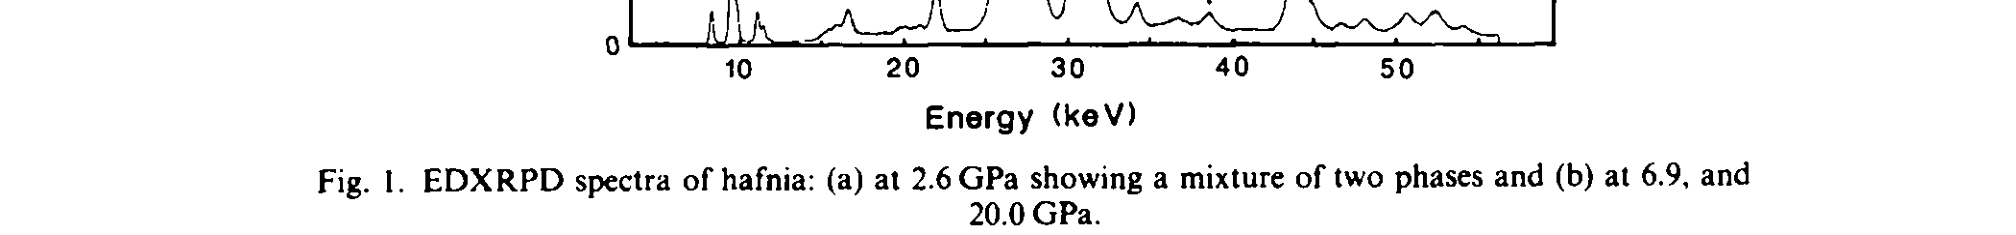 0
10 20 30 40 50
Energy (keV)
Fig. 1. EDXRPD spectra of hafnia: (a) at 2.6 GPa showing a mixture of two phases and (b) at 6.9, and
20.0 GPa.